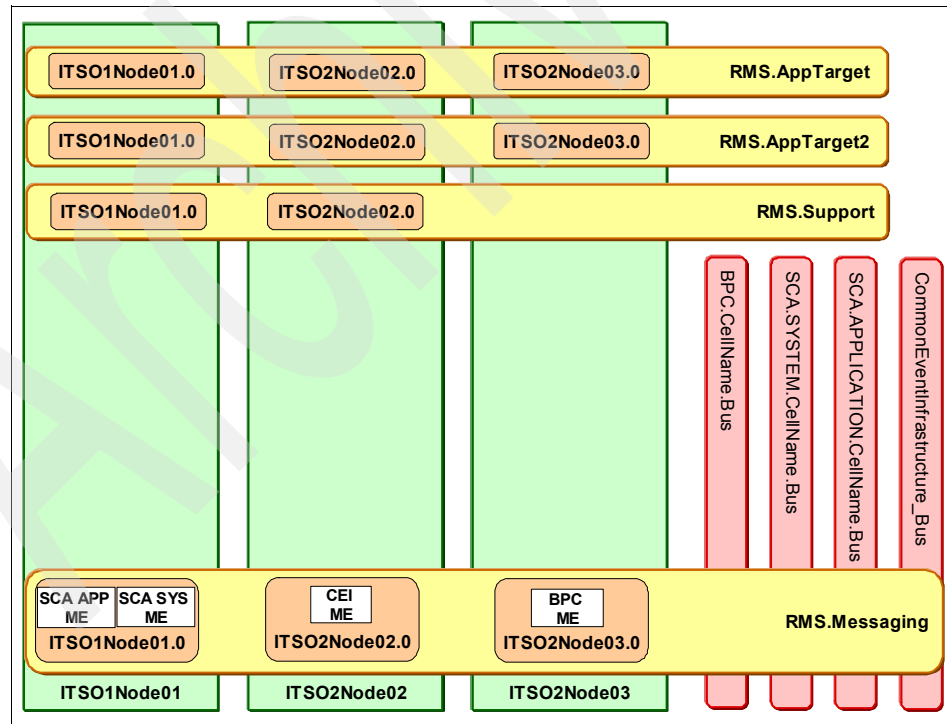 ITSO1Node01.0 ITSO2Node02.0 ITSO2Node03.0 RMS.AppTarget
ITSO1Node01.0 ITSO2Node02.0 ITSO2Node03.0 RMS.AppTarget2
ITSO1Node01.0 ITSO2Node02.0 RMS.Support
BPC.CellName.Bus
SCA.SYSTEM.CellName.Bus
SCA.APPLICATION.CellName.Bus
CommonEventInfrastructure_Bus
SCA APP
ME
SCA SYS
ME
ITSO1Node01.0
CEI
ME
ITSO2Node02.0
BPC
ME
ITSO2Node03.0
RMS.Messaging
ITSO1Node01 ITSO2Node02 ITSO2Node03